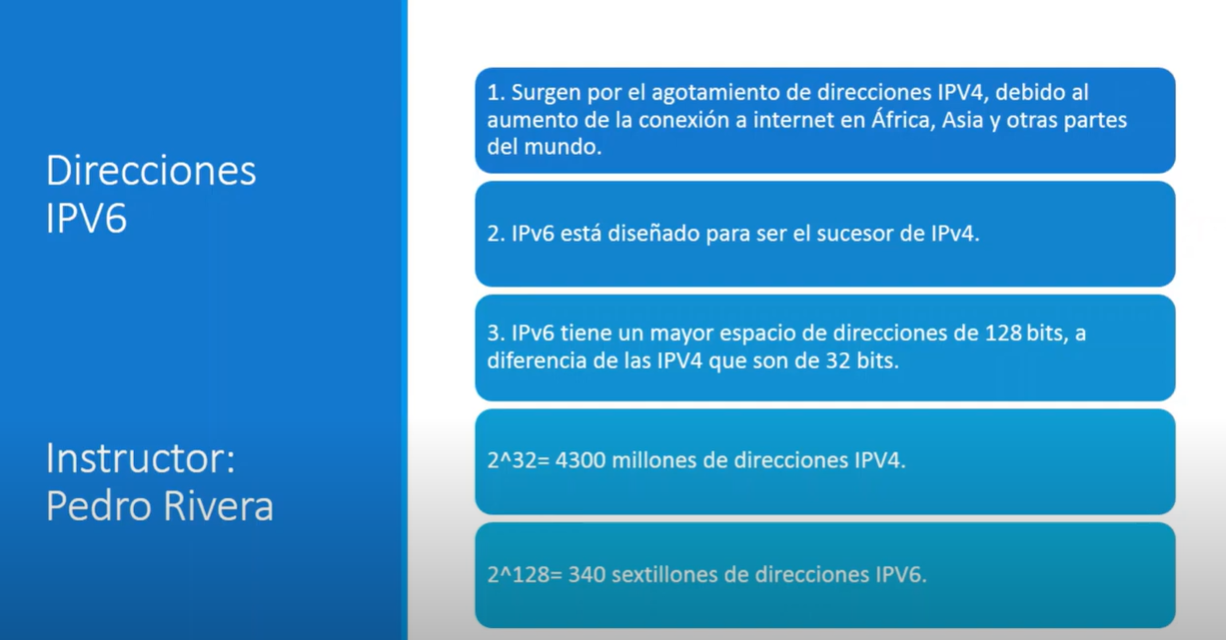 Direcciones
IPV6
Instructor:
Pedro Rivera
1. Surgen por el agotamiento de direcciones IPV4, debido al
aumento de la conexión a internet en África, Asia y otras partes
del mundo.
2. IPv6 está diseñado para ser el sucesor de IPv4.
3. IPv6 tiene un mayor espacio de direcciones de 128 bits, a
diferencia de las IPV4 que son de 32 bits.
2^32= 4300 millones de direcciones IPV4.
2^128= 340 sextillones de direcciones IPV6.